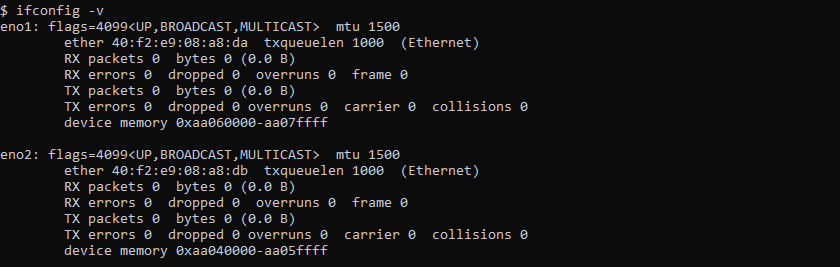 $ ifconfig -v
eno1: flags=4099<UP,BROADCAST,MULTICAST>  mtu 1500
        ether 40:f2:e9:08:a8:da  txqueuelen 1000  (Ethernet)
        RX packets 0  bytes 0 (0.0 B)
        RX errors 0  dropped 0  overruns 0  frame 0
        TX packets 0  bytes 0 (0.0 B)
        TX errors 0  dropped 0 overruns 0  carrier 0  collisions 0
        device memory 0xaa060000-aa07ffff
eno2: flags=4099<UP,BROADCAST,MULTICAST>  mtu 1500
        ether 40:f2:e9:08:a8:db  txqueuelen 1000  (Ethernet)
        RX packets 0  bytes 0 (0.0 B)
        RX errors 0  dropped 0  overruns 0  frame 0
        TX packets 0  bytes 0 (0.0 B)
        TX errors 0  dropped 0 overruns 0  carrier 0  collisions 0
        device memory 0xaa040000-aa05ffff